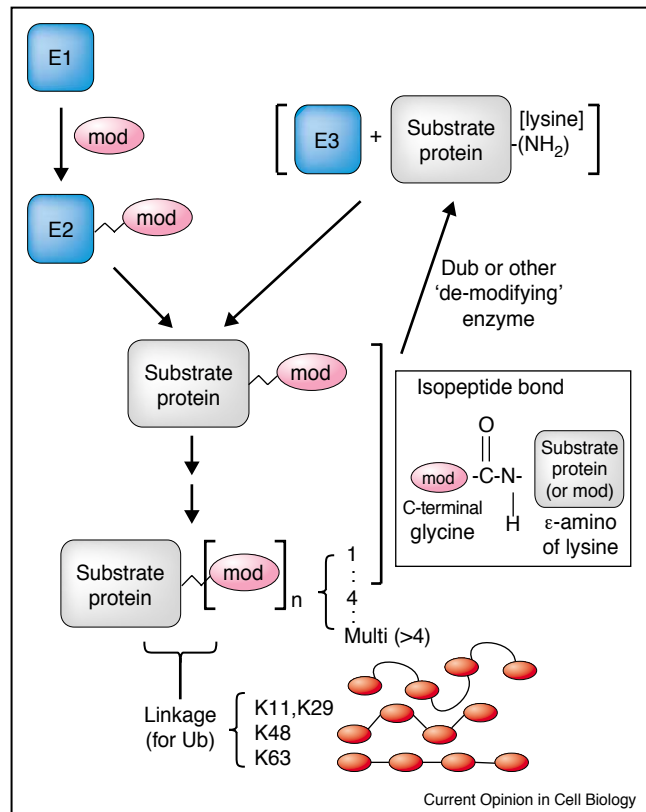 E1
mod
E2
mod
E3
+
Substrate
protein
[lysine]
-(NH₂)
Dub or other
‘de-modifying’
enzyme
Substrate
protein
mod
Isopeptide bond
O
mod
-C-N-
H
C-terminal
glycine
Substrate
protein
(or mod)
ε-amino
of lysine
Substrate
protein
[mod]n
1
⋮
4
⋮
Multi (>4)
Linkage
(for Ub)
K11,K29
K48
K63
Current Opinion in Cell Biology